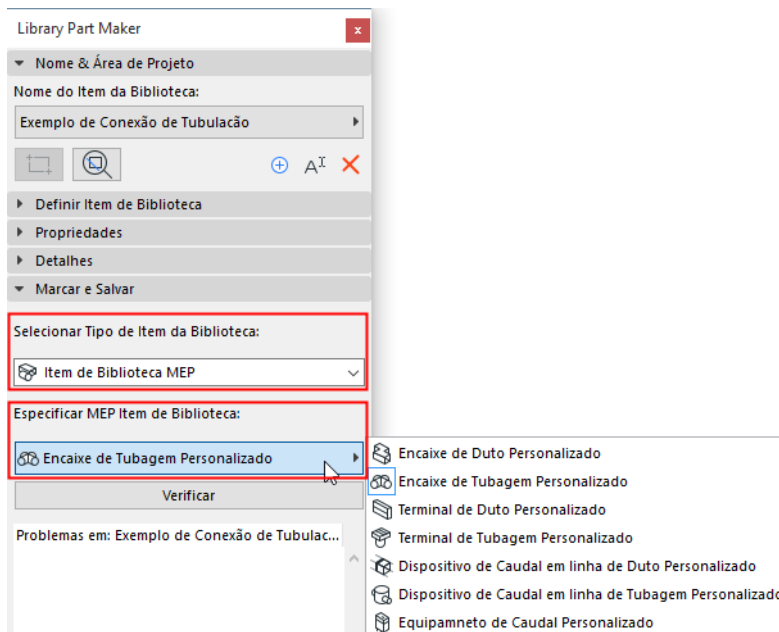 Library Part Maker
Nome & Área de Projeto
Nome do Item da Biblioteca:
Exemplo de Conexão de Tubulacão
Definir Item de Biblioteca
Propriedades
Detalhes
Marcar e Salvar
Selecionar Tipo de Item da Biblioteca:
Item de Biblioteca MEP
Especificar MEP Item de Biblioteca:
Encaixe de Tubagem Personalizado
Verificar
Problemas em: Exemplo de Conexão de Tubulac...
Encaixe de Duto Personalizado
Encaixe de Tubagem Personalizado
Terminal de Duto Personalizado
Terminal de Tubagem Personalizado
Dispositivo de Caudal em linha de Duto Personalizado
Dispositivo de Caudal em linha de Tubagem Personalizado
Equipamneto de Caudal Personalizado